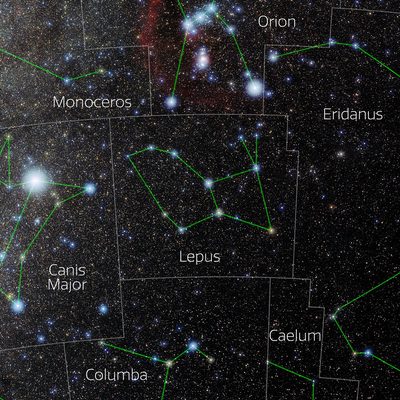 Orion
Monoceros
Eridanus
Lepus
Canis
Major
Caelum
Columba